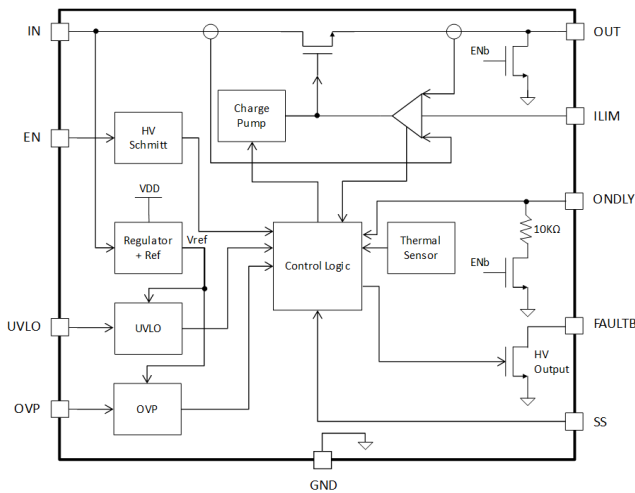 IN
OUT
ENb
Charge
Pump
ILIM
EN
HV
Schmitt
VDD
ONDLY
10KΩ
Regulator
+ Ref
Vref
Control Logic
Thermal
Sensor
ENb
UVLO
UVLO
FAULTB
HV
Output
OVP
OVP
SS
GND